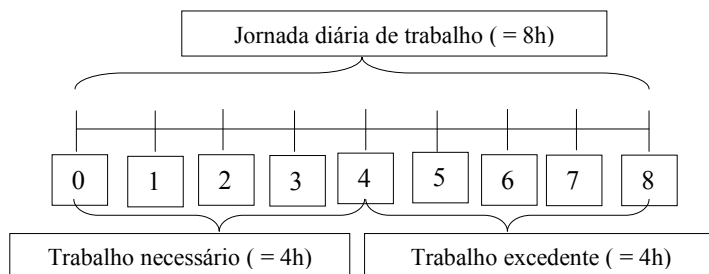 Jornada diária de trabalho ( = 8h)
0 1 2 3 4 5 6 7 8
Trabalho necessário ( = 4h) Trabalho excedente ( = 4h)